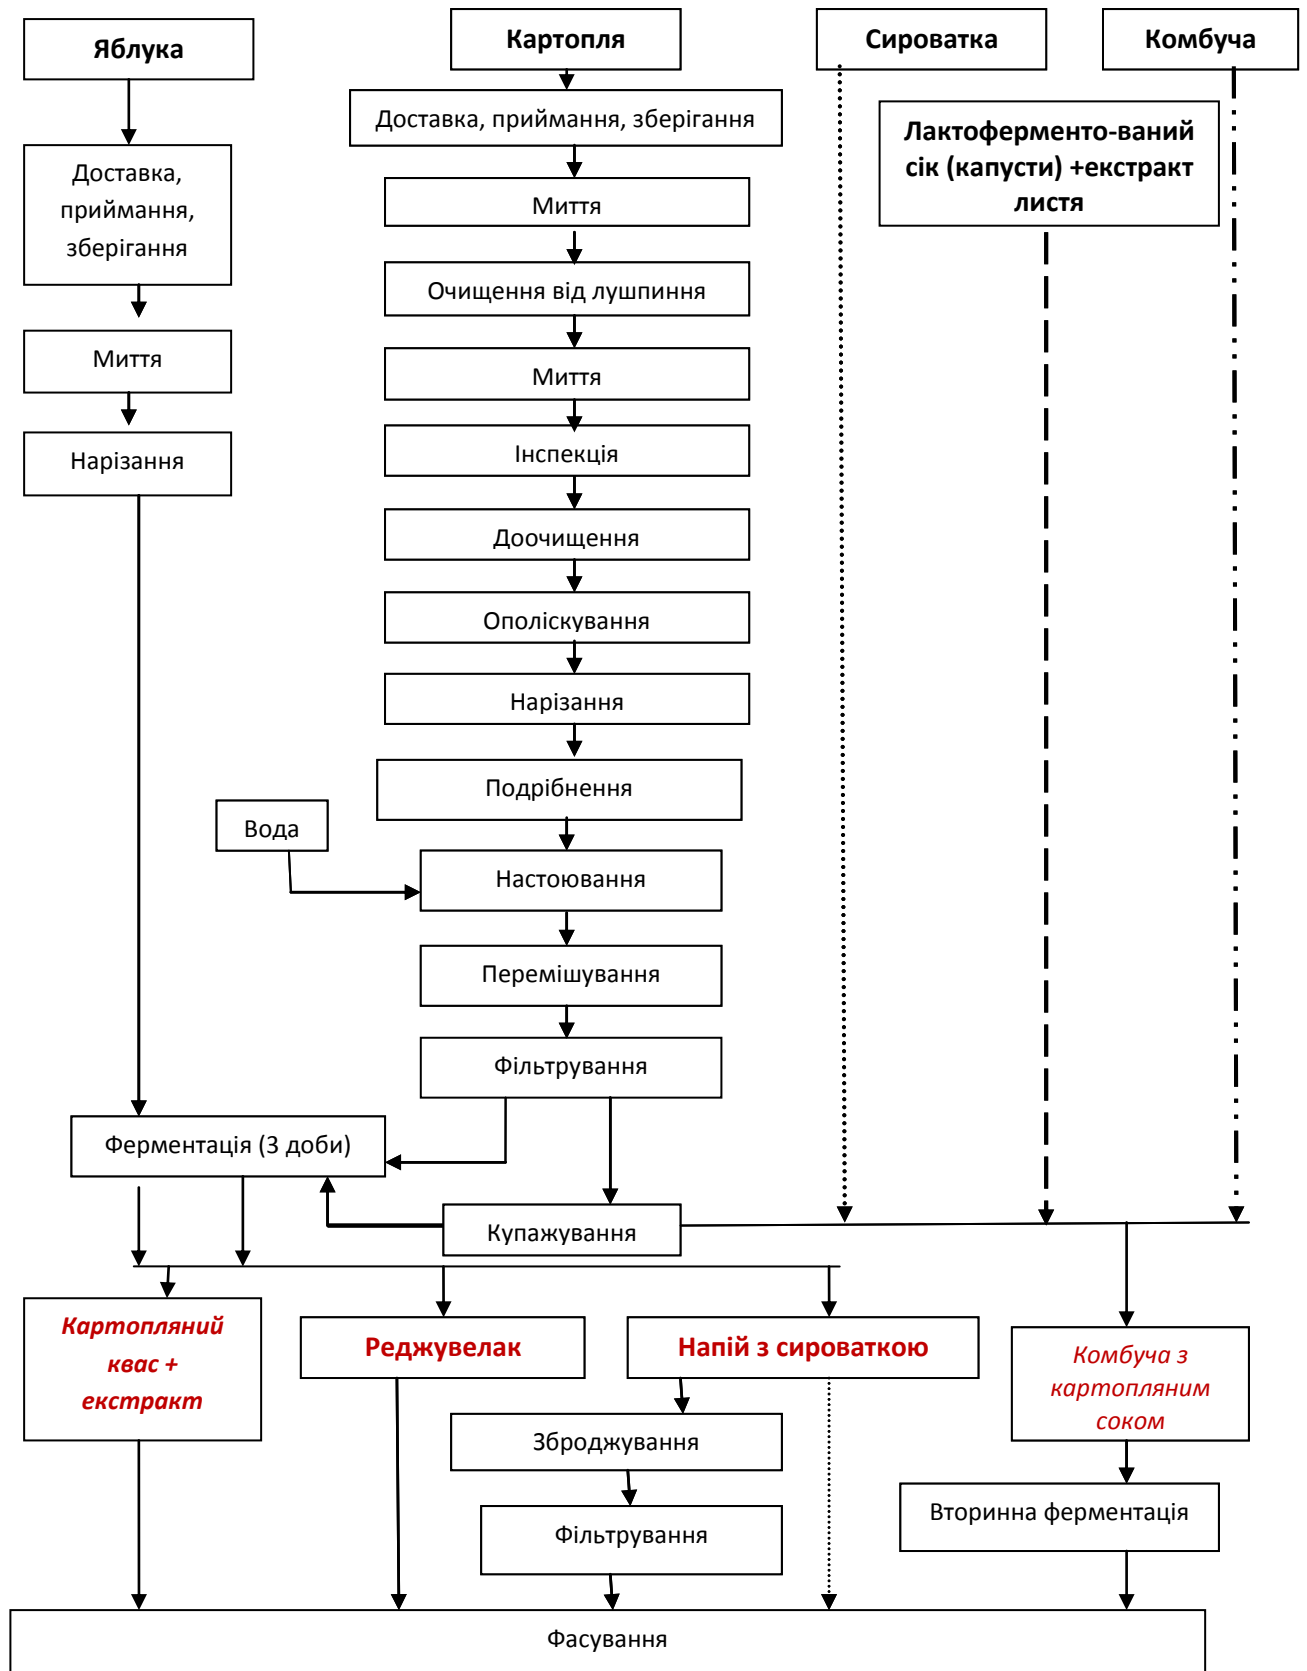 Яблука
Картопля
Сироватка
Комбуча
Доставка, приймання, зберігання
Лактоферменто-ваний
сік (капусти) +екстракт
листя
Доставка,
приймання,
зберігання
Миття
Очищення від лушпиння
Миття
Миття
Інспекція
Нарізання
Доочищення
Ополіскування
Нарізання
Подрібнення
Вода
Настоювання
Перемішування
Фільтрування
Ферментація (3 доби)
Купажування
Картопляний
квас +
екстракт
Реджувелак
Напій з сироваткою
Комбуча з
картопляним
соком
Зброджування
Вторинна ферментація
Фільтрування
Фасування